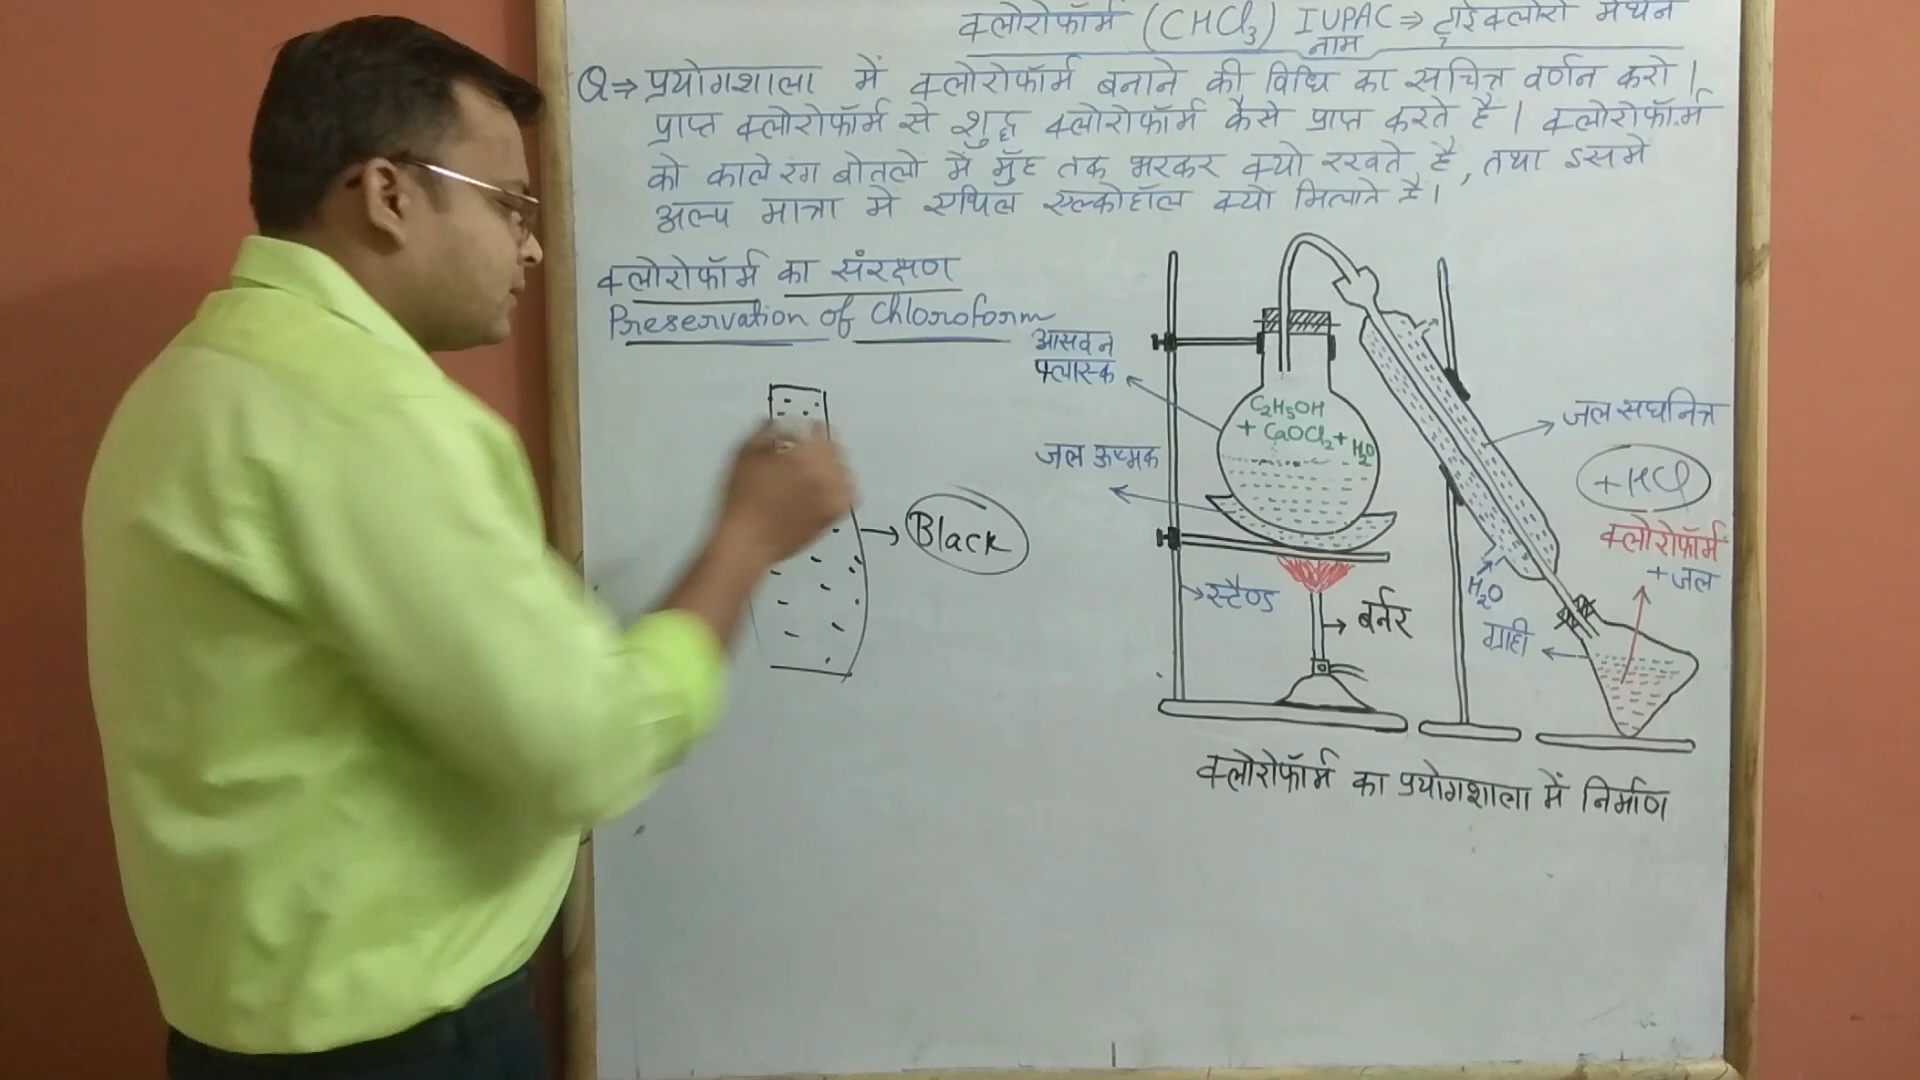 क्लोरोफॉर्म (CHCl3) IUPAC ⇒ ट्राईक्लोरो मेथेन
नाम
Q⇒ प्रयोगशाला में क्लोरोफॉर्म बनाने की विधि का सचित्र वर्णन करो।
प्राप्त क्लोरोफॉर्म से शुद्ध क्लोरोफॉर्म कैसे प्राप्त करते है। क्लोरोफॉर्म
को काले रंग बोतलो में मुँह तक भरकर क्यो रखते है, तथा इसमे
अल्प मात्रा मे एथिल एल्कोहॉल क्यो मिलाते है।
क्लोरोफॉर्म का संरक्षण
Preservation of Chloroform
आसवन
फ्लास्क
C2H5OH
+ CaOCl2 + H2O
जल संघनित्र
जल ऊष्मक
+HCl
Black
क्लोरोफॉर्म
+जल
H2O
स्टैण्ड
बर्नर
ग्राही
क्लोरोफॉर्म का प्रयोगशाला में निर्माण